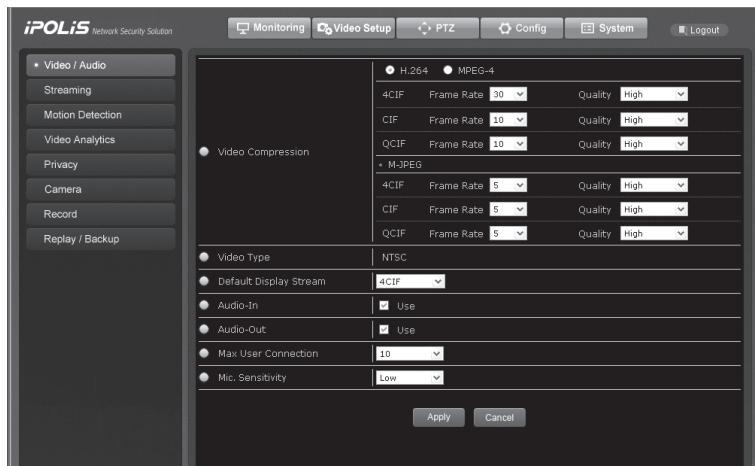 iPOLiS Network Security Solution
Monitoring Video Setup PTZ Config System Logout
Video / Audio
Streaming
Motion Detection
Video Analytics
Privacy
Camera
Record
Replay / Backup
Video Compression
H.264 MPEG-4
4CIF Frame Rate 30 Quality High
CIF Frame Rate 10 Quality High
QCIF Frame Rate 10 Quality High
M-JPEG
4CIF Frame Rate 5 Quality High
CIF Frame Rate 5 Quality High
QCIF Frame Rate 5 Quality High
Video Type NTSC
Default Display Stream 4CIF
Audio-In Use
Audio-Out Use
Max User Connection 10
Mic. Sensitivity Low
Apply Cancel